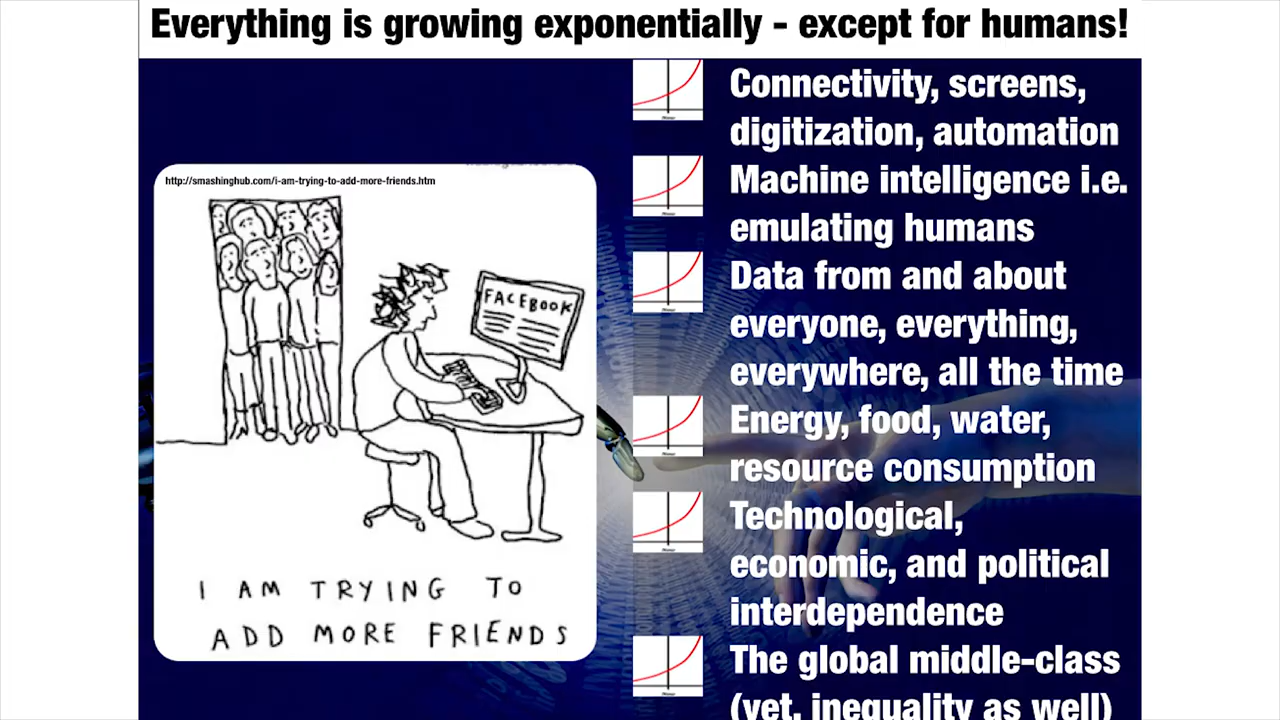 Everything is growing exponentially - except for humans!
http://smashinghub.com/i-am-trying-to-add-more-friends.htm
FACEBOOK
I AM TRYING TO
ADD MORE FRIENDS
Connectivity, screens,
digitization, automation
Machine intelligence i.e.
emulating humans
Data from and about
everyone, everything,
everywhere, all the time
Energy, food, water,
resource consumption
Technological,
economic, and political
interdependence
The global middle-class
(yet, inequality as well)